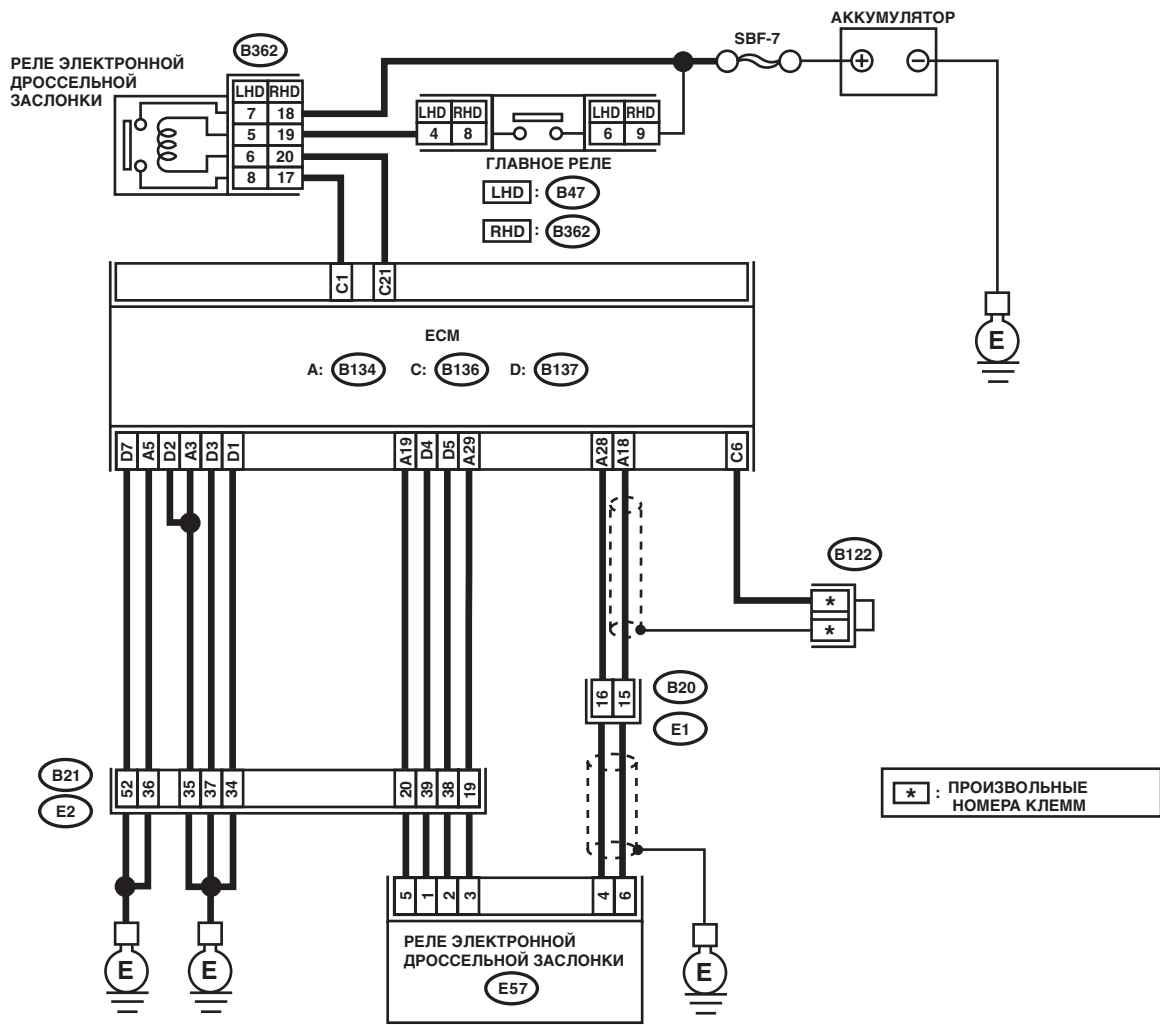 АККУМУЛЯТОР
SBF-7
+
−
B362
РЕЛЕ ЭЛЕКТРОННОЙ
ДРОССЕЛЬНОЙ
ЗАСЛОНКИ
LHD RHD
7 18
5 19
6 20
8 17
LHD RHD
4 8
LHD RHD
6 9
ГЛАВНОЕ РЕЛЕ
LHD : B47
RHD : B362
E
C1 C21
ECM
A: B134 C: B136 D: B137
D7 A5 D2 A3 D3 D1 A19 D4 D5 A29 A28 A18 C6
B122
*
*
16 15
B20
E1
B21
E2
52 36 35 37 34 20 39 38 19
* : ПРОИЗВОЛЬНЫЕ
НОМЕРА КЛЕММ
5 1 2 3 4 6
РЕЛЕ ЭЛЕКТРОННОЙ
ДРОССЕЛЬНОЙ ЗАСЛОНКИ
E57
E E E